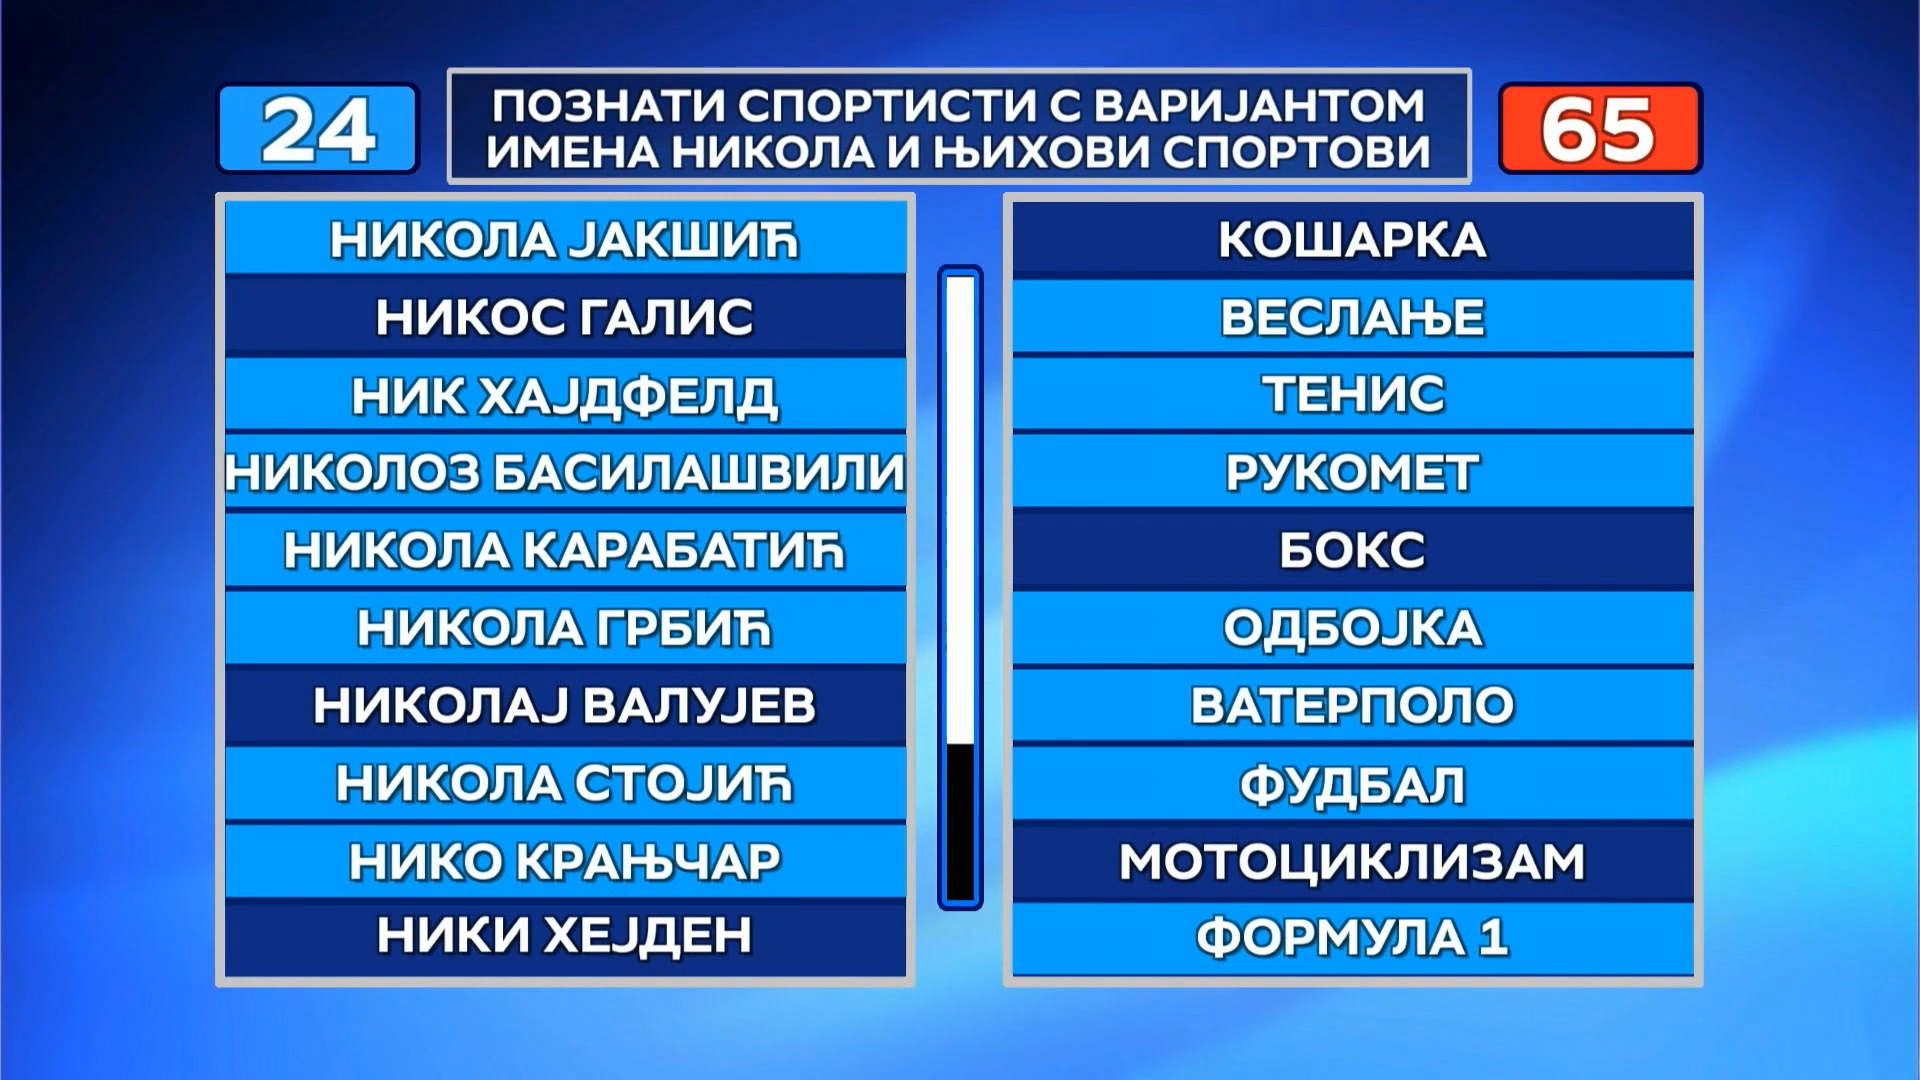 24
ПОЗНАТИ СПОРТИСТИ С ВАРИЈАНТОМ
ИМЕНА НИКОЛА И ЊИХОВИ СПОРТОВИ
65
НИКОЛА ЈАКШИЋ
НИКОС ГАЛИС
НИК ХАЈДФЕЛД
НИКОЛОЗ БАСИЛАШВИЛИ
НИКОЛА КАРАБАТИЋ
НИКОЛА ГРБИЋ
НИКОЛАЈ ВАЛУЈЕВ
НИКОЛА СТОЈИЋ
НИКО КРАЊЧАР
НИКИ ХЕЈДЕН
КОШАРКА
ВЕСЛАЊЕ
ТЕНИС
РУКОМЕТ
БОКС
ОДБОЈКА
ВАТЕРПОЛО
ФУДБАЛ
МОТОЦИКЛИЗАМ
ФОРМУЛА 1